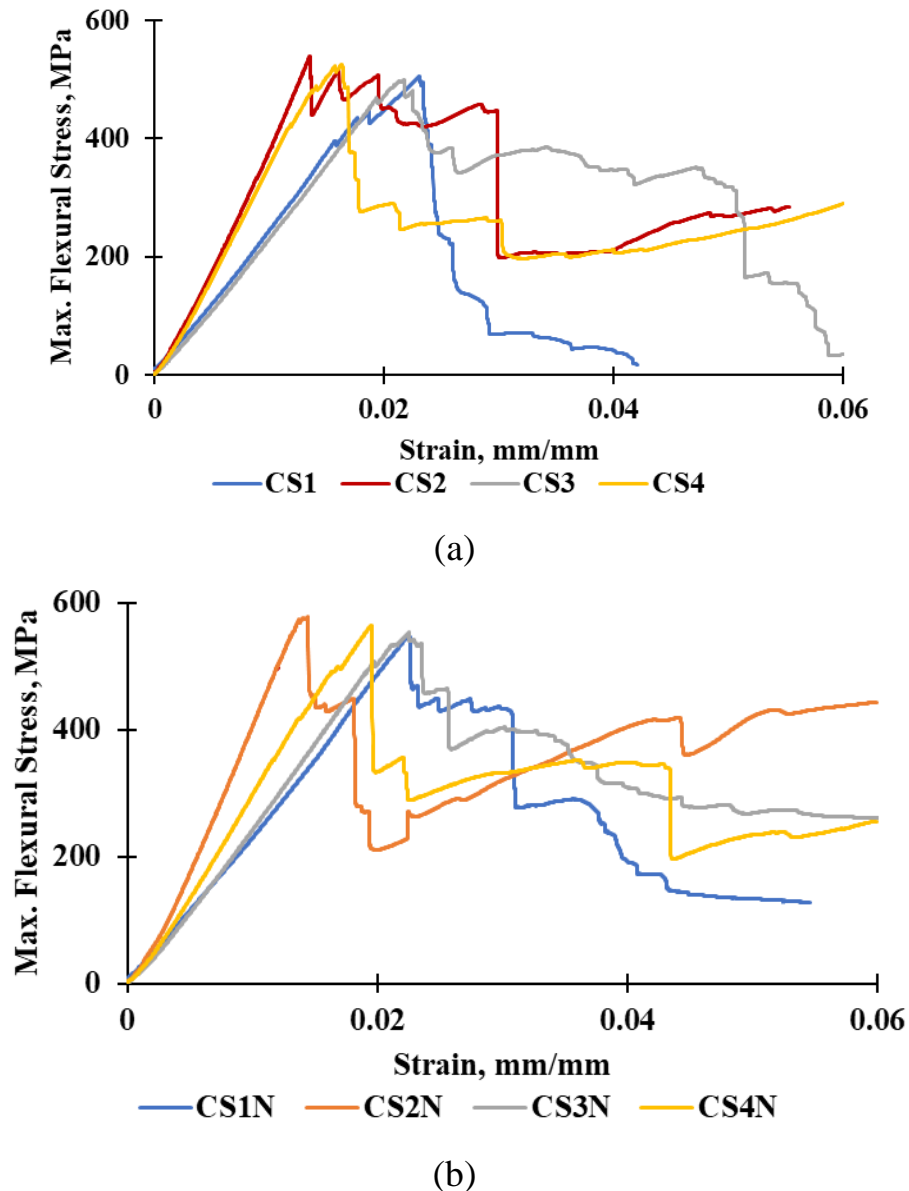 600
400
200
0
Max. Flexural Stress, MPa
0 0.02 0.04 0.06
Strain, mm/mm
CS1 CS2 CS3 CS4
(a)
600
400
200
0
Max. Flexural Stress, MPa
0 0.02 0.04 0.06
Strain, mm/mm
CS1N CS2N CS3N CS4N
(b)